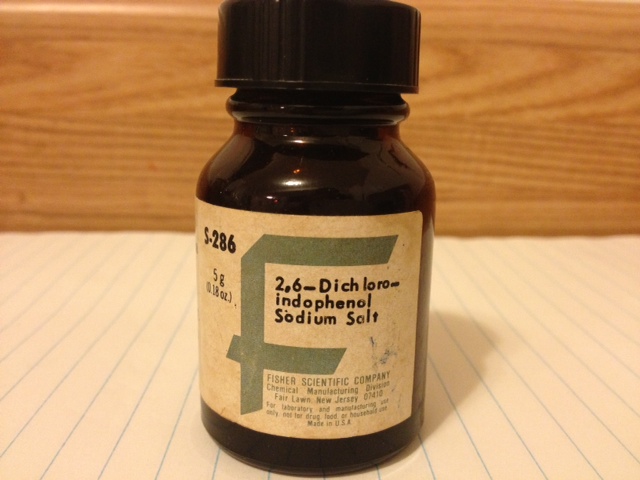 S-286
5 g
(0.18 oz.)
2,6—Dichloro—
indophenol
Sodium Salt
FISHER SCIENTIFIC COMPANY
Chemical Manufacturing Division
Fair Lawn, New Jersey 07410
For laboratory and manufacturing use
only, not for drug, food, or household use.
Made in U.S.A.